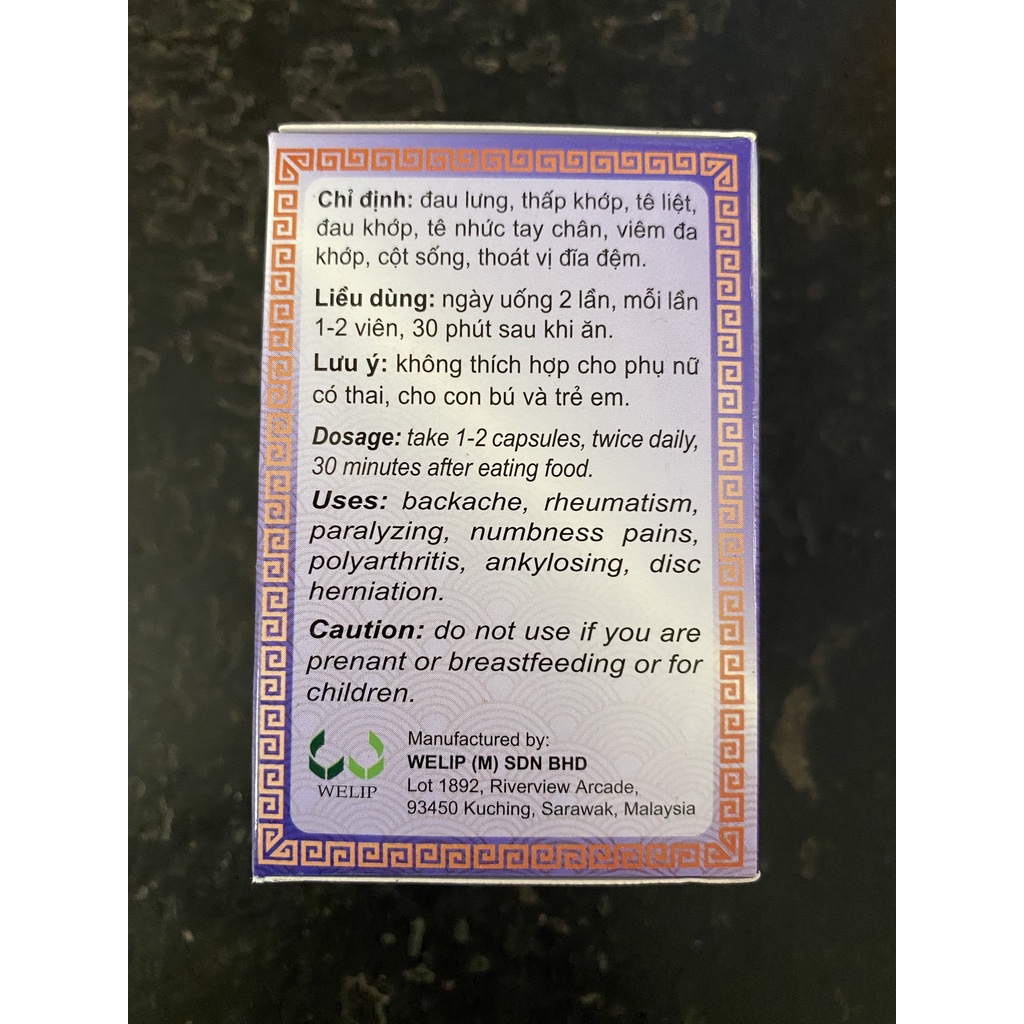 Chỉ định: đau lưng, thấp khớp, tê liệt,
đau khớp, tê nhức tay chân, viêm đa
khớp, cột sống, thoát vị đĩa đệm.
Liều dùng: ngày uống 2 lần, mỗi lần
1-2 viên, 30 phút sau khi ăn.
Lưu ý: không thích hợp cho phụ nữ
có thai, cho con bú và trẻ em.
Dosage: take 1-2 capsules, twice daily,
30 minutes after eating food.
Uses: backache, rheumatism,
paralyzing, numbness pains,
polyarthritis, ankylosing, disc
herniation.
Caution: do not use if you are
prenant or breastfeeding or for
children.
WELIP
Manufactured by:
WELIP (M) SDN BHD
Lot 1892, Riverview Arcade,
93450 Kuching, Sarawak, Malaysia